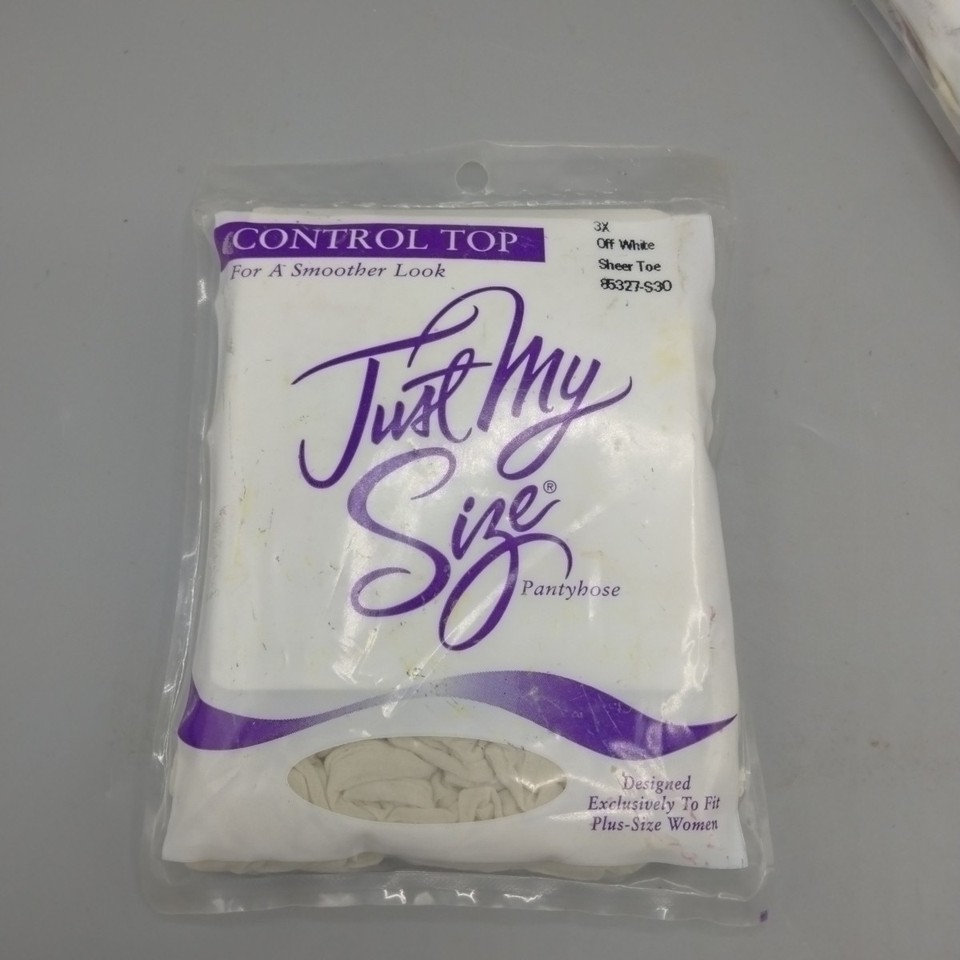 CONTROL TOP
For A Smoother Look
3X
Off White
Sheer Toe
85327-S30
Just My
Size®
Pantyhose
Designed
Exclusively To Fit
Plus-Size Women